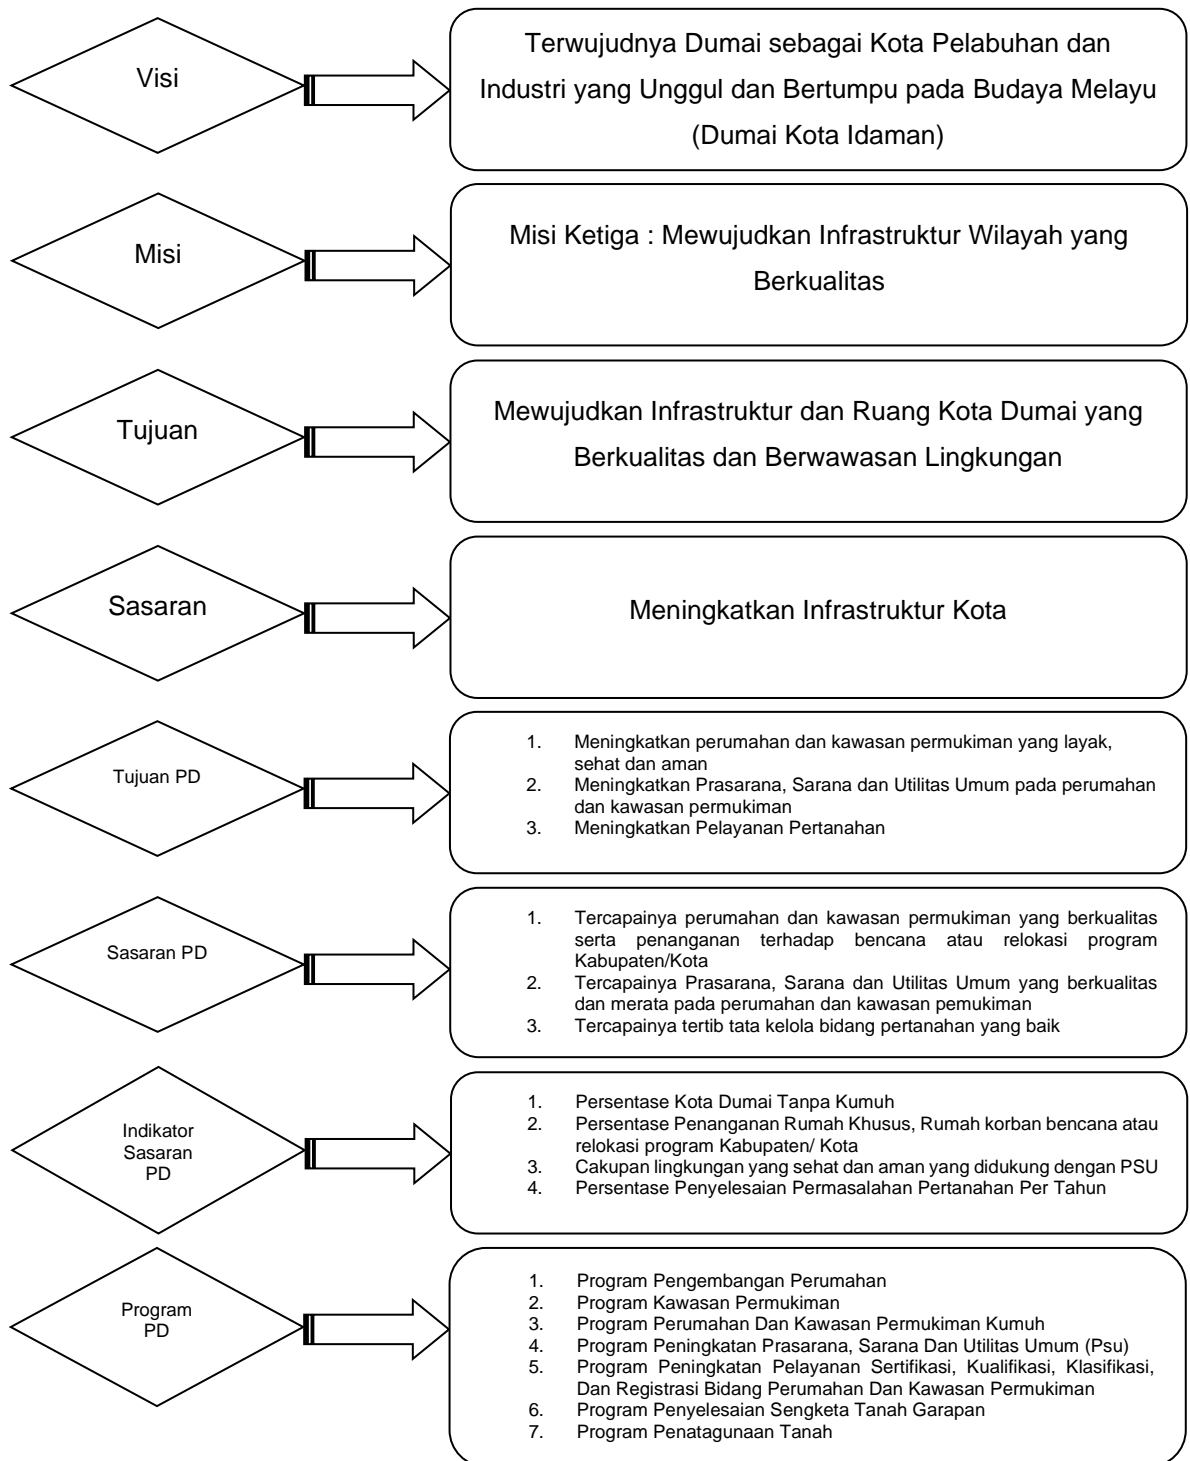 Visi
Terwujudnya Dumai sebagai Kota Pelabuhan dan
Industri yang Unggul dan Bertumpu pada Budaya Melayu
(Dumai Kota Idaman)
Misi
Misi Ketiga : Mewujudkan Infrastruktur Wilayah yang
Berkualitas
Tujuan
Mewujudkan Infrastruktur dan Ruang Kota Dumai yang
Berkualitas dan Berwawasan Lingkungan
Sasaran
Meningkatkan Infrastruktur Kota
Tujuan PD
1. Meningkatkan perumahan dan kawasan permukiman yang layak,
sehat dan aman
2. Meningkatkan Prasarana, Sarana dan Utilitas Umum pada perumahan
dan kawasan permukiman
3. Meningkatkan Pelayanan Pertanahan
Sasaran PD
1. Tercapainya perumahan dan kawasan permukiman yang berkualitas
serta penanganan terhadap bencana atau relokasi program
Kabupaten/Kota
2. Tercapainya Prasarana, Sarana dan Utilitas Umum yang berkualitas
dan merata pada perumahan dan kawasan pemukiman
3. Tercapainya tertib tata kelola bidang pertanahan yang baik
Indikator
Sasaran
PD
1. Persentase Kota Dumai Tanpa Kumuh
2. Persentase Penanganan Rumah Khusus, Rumah korban bencana atau
relokasi program Kabupaten/ Kota
3. Cakupan lingkungan yang sehat dan aman yang didukung dengan PSU
4. Persentase Penyelesaian Permasalahan Pertanahan Per Tahun
Program
PD
1. Program Pengembangan Perumahan
2. Program Kawasan Permukiman
3. Program Perumahan Dan Kawasan Permukiman Kumuh
4. Program Peningkatan Prasarana, Sarana Dan Utilitas Umum (Psu)
5. Program Peningkatan Pelayanan Sertifikasi, Kualifikasi, Klasifikasi,
Dan Registrasi Bidang Perumahan Dan Kawasan Permukiman
6. Program Penyelesaian Sengketa Tanah Garapan
7. Program Penatagunaan Tanah